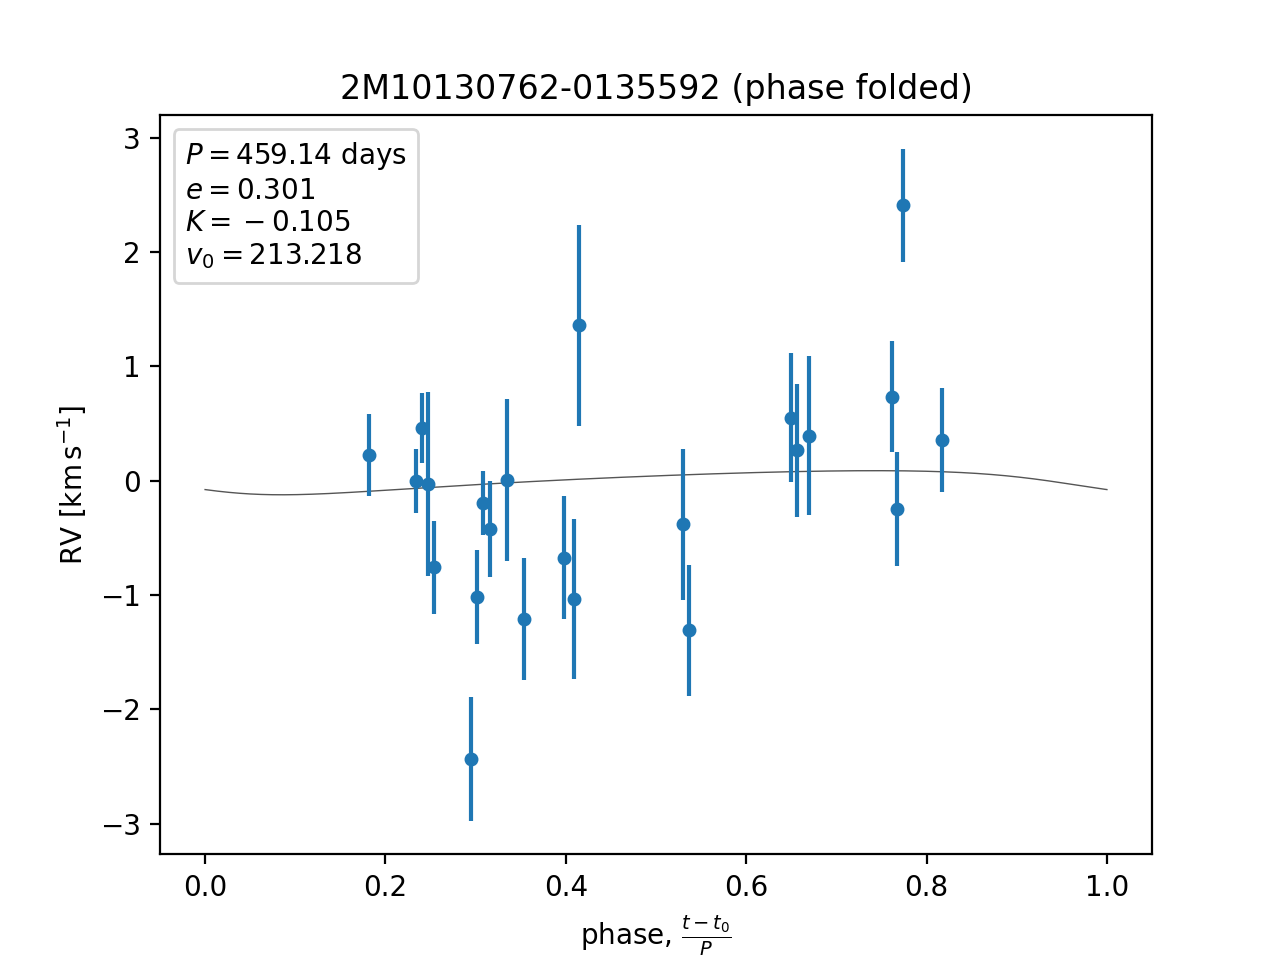 2M10130762-0135592 (phase folded)
P = 459.14 days
e = 0.301
K = −0.105
v₀ = 213.218
3
2
1
0
−1
−2
−3
RV [km s⁻¹]
0.0 0.2 0.4 0.6 0.8 1.0
phase, (t − t₀)/P